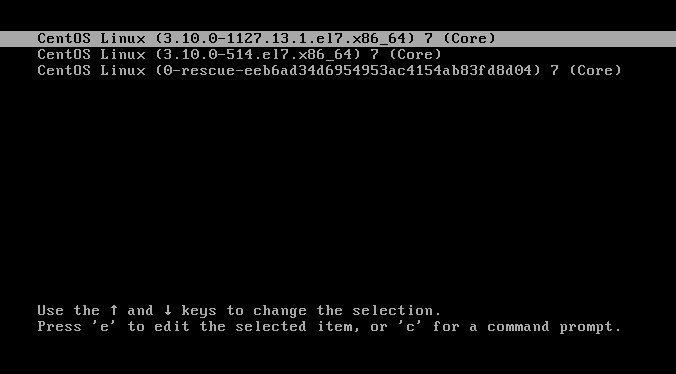 CentOS Linux (3.10.0-1127.13.1.el7.x86_64) 7 (Core)
CentOS Linux (3.10.0-514.el7.x86_64) 7 (Core)
CentOS Linux (0-rescue-eeb6ad34d6954953ac4154ab83fd8d04) 7 (Core)
Use the ↑ and ↓ keys to change the selection.
Press 'e' to edit the selected item, or 'c' for a command prompt.